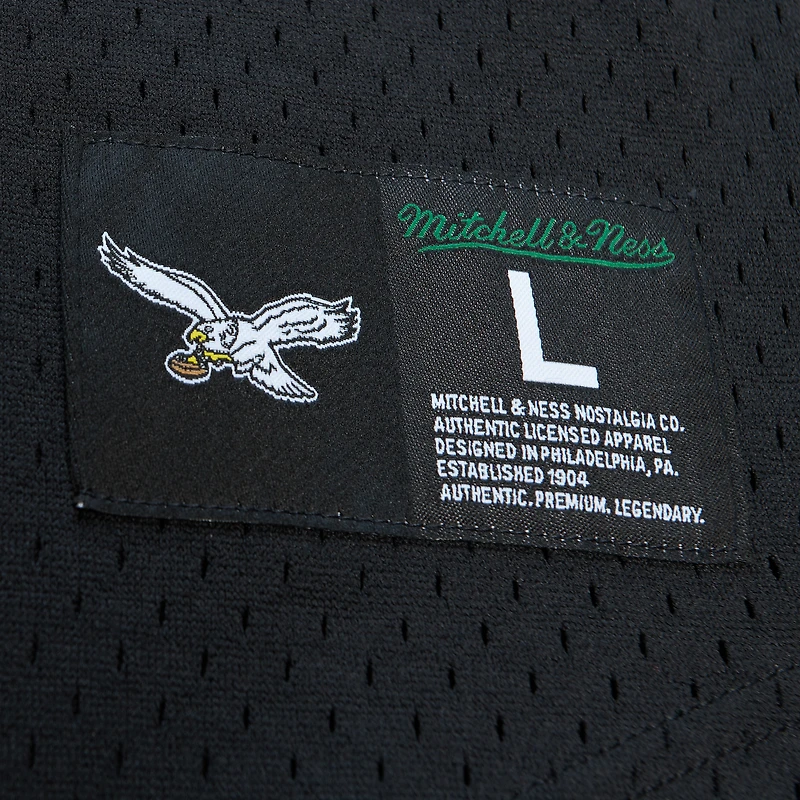 Mitchell & Ness
L
MITCHELL & NESS NOSTALGIA CO.
AUTHENTIC LICENSED APPAREL
DESIGNED IN PHILADELPHIA, PA.
ESTABLISHED 1904
AUTHENTIC. PREMIUM. LEGENDARY.